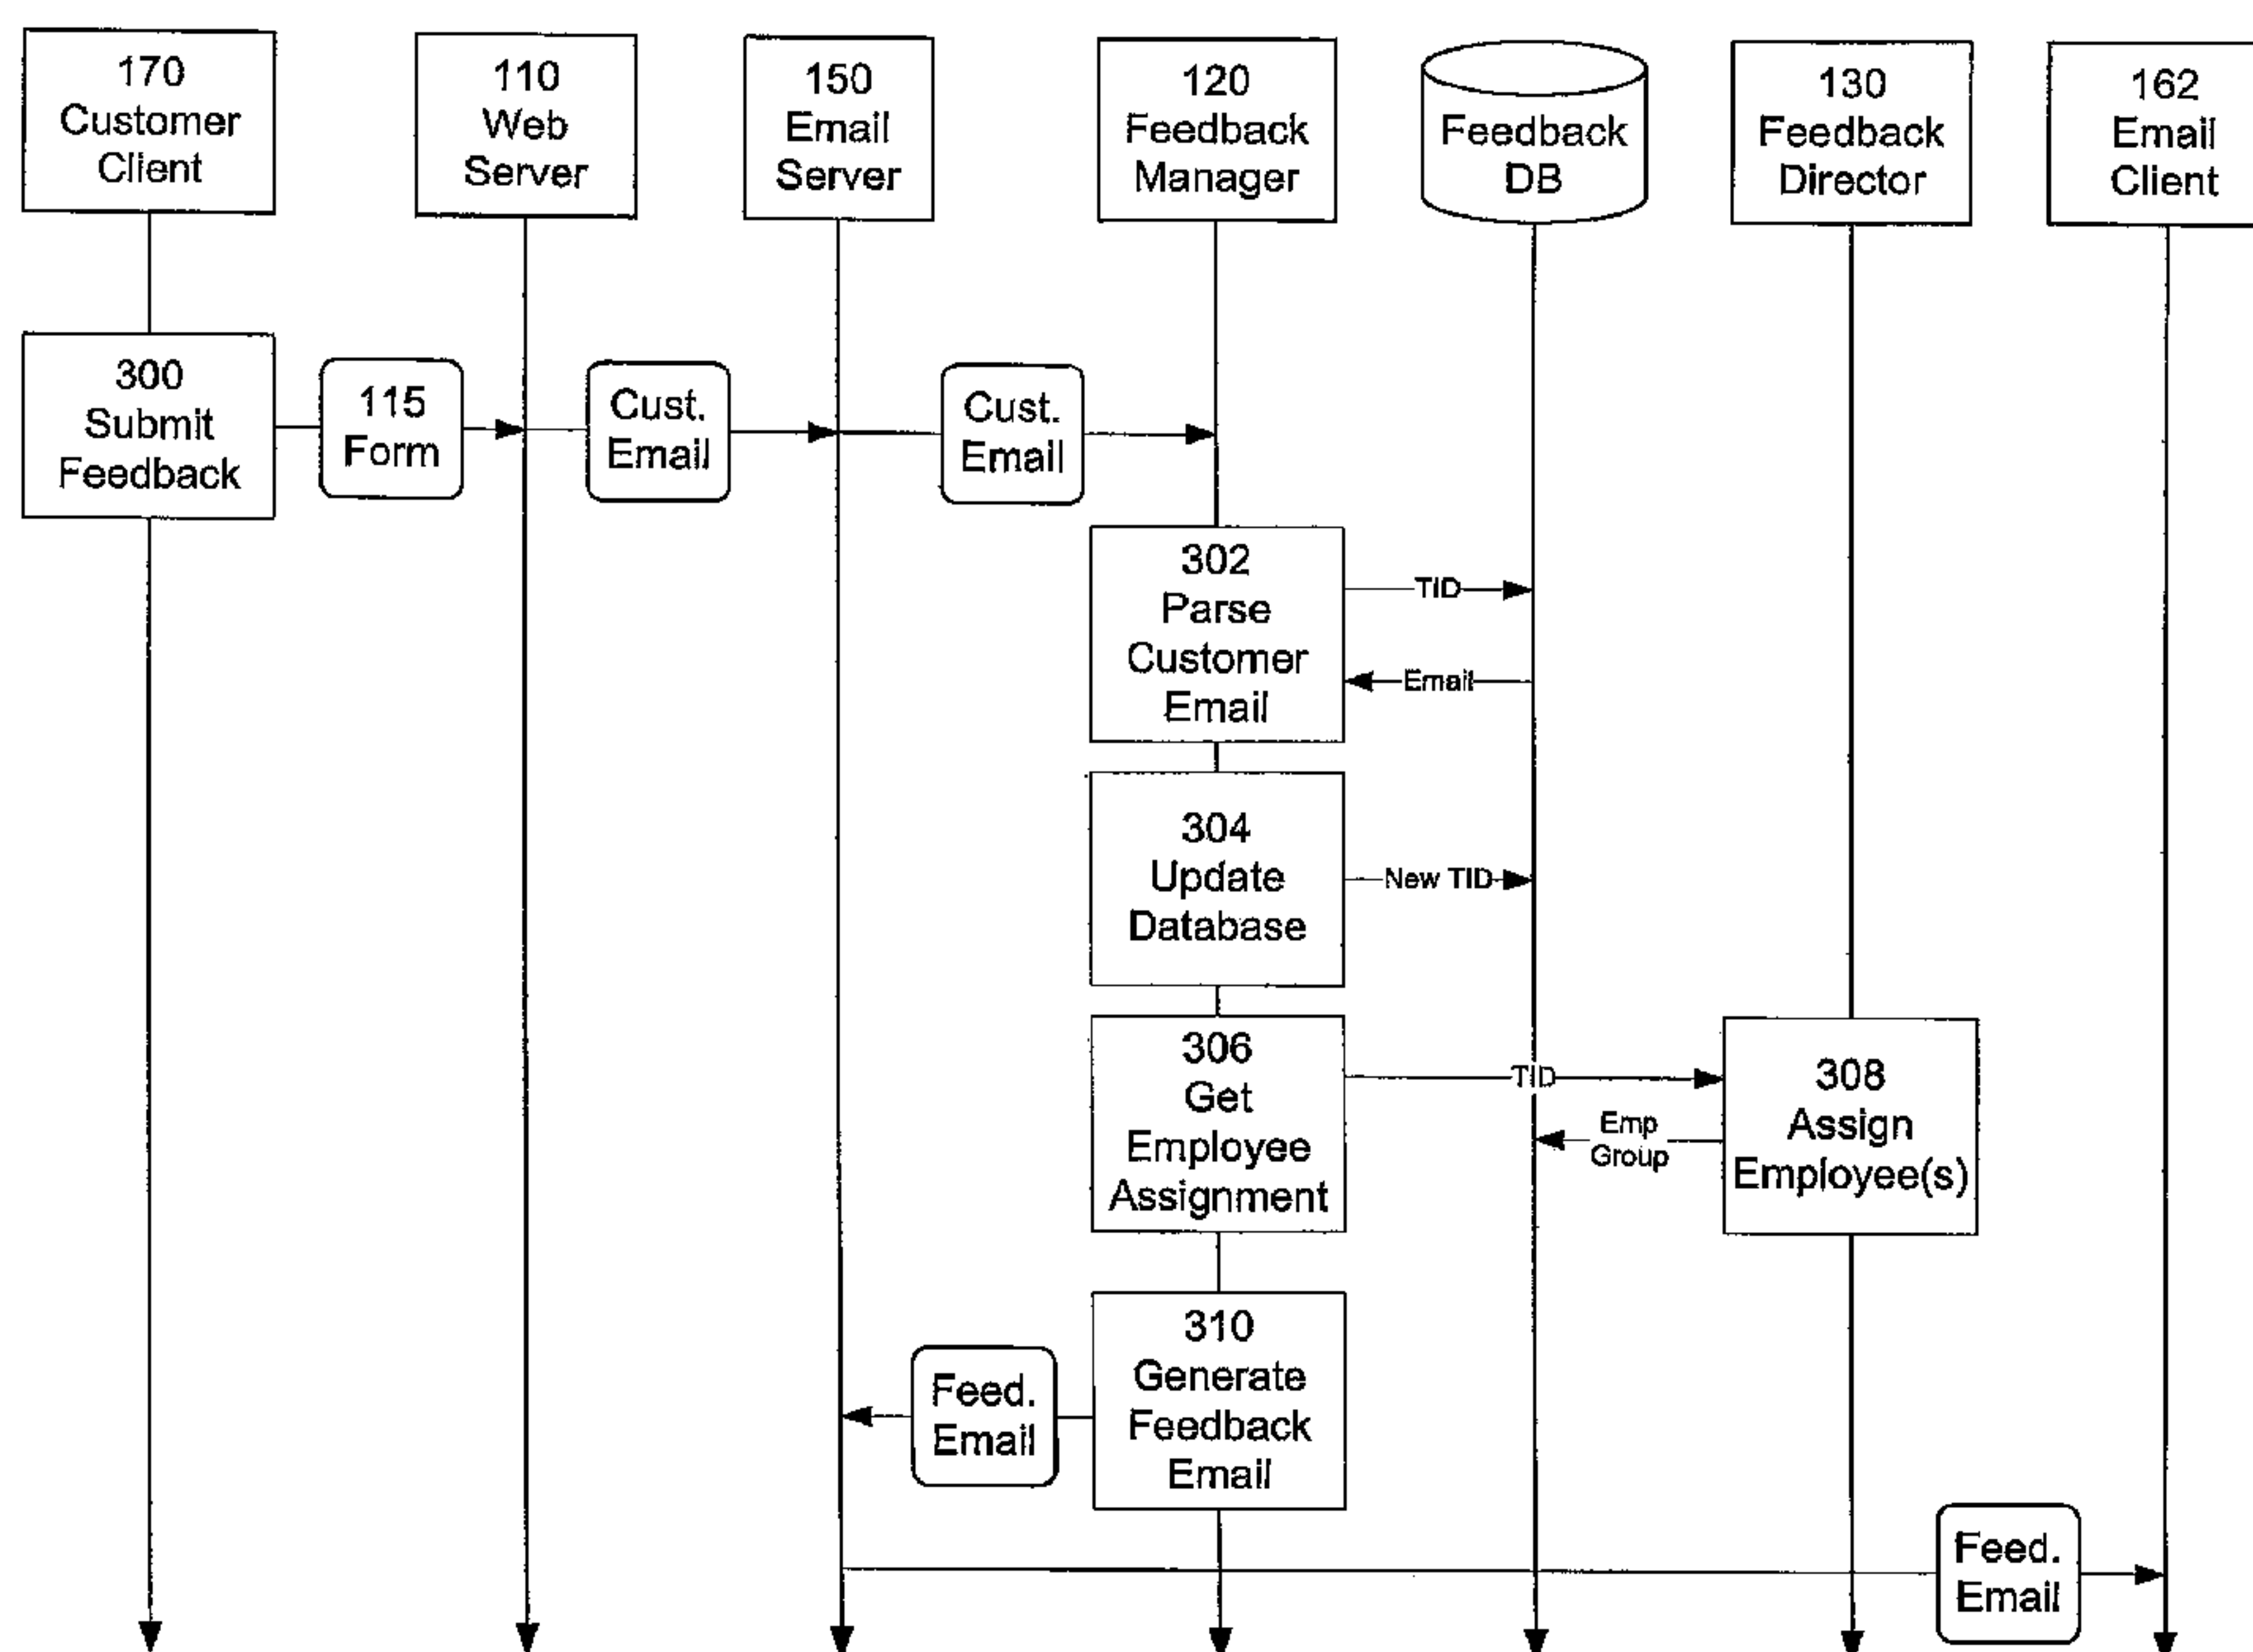 170
Customer
Client
110
Web
Server
150
Email
Server
120
Feedback
Manager
Feedback
DB
130
Feedback
Director
162
Email
Client
300
Submit
Feedback
115
Form
Cust.
Email
Cust.
Email
302
Parse
Customer
Email
TID
Email
304
Update
Database
New TID
306
Get
Employee
Assignment
TID
Emp
Group
308
Assign
Employee(s)
310
Generate
Feedback
Email
Feed.
Email
Feed.
Email